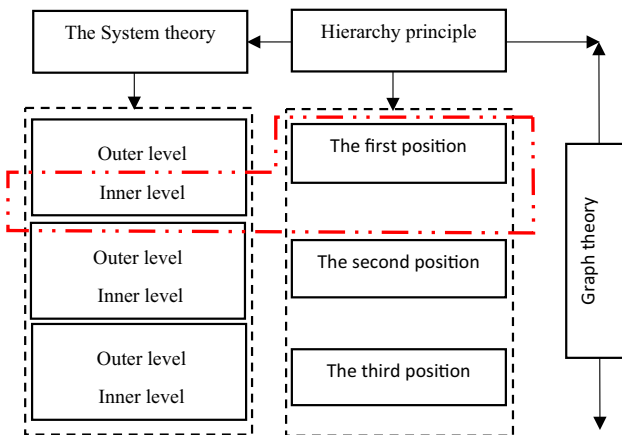 The System theory
Hierarchy principle
Outer level
Inner level
The first position
Outer level
Inner level
The second position
Outer level
Inner level
The third position
Graph theory